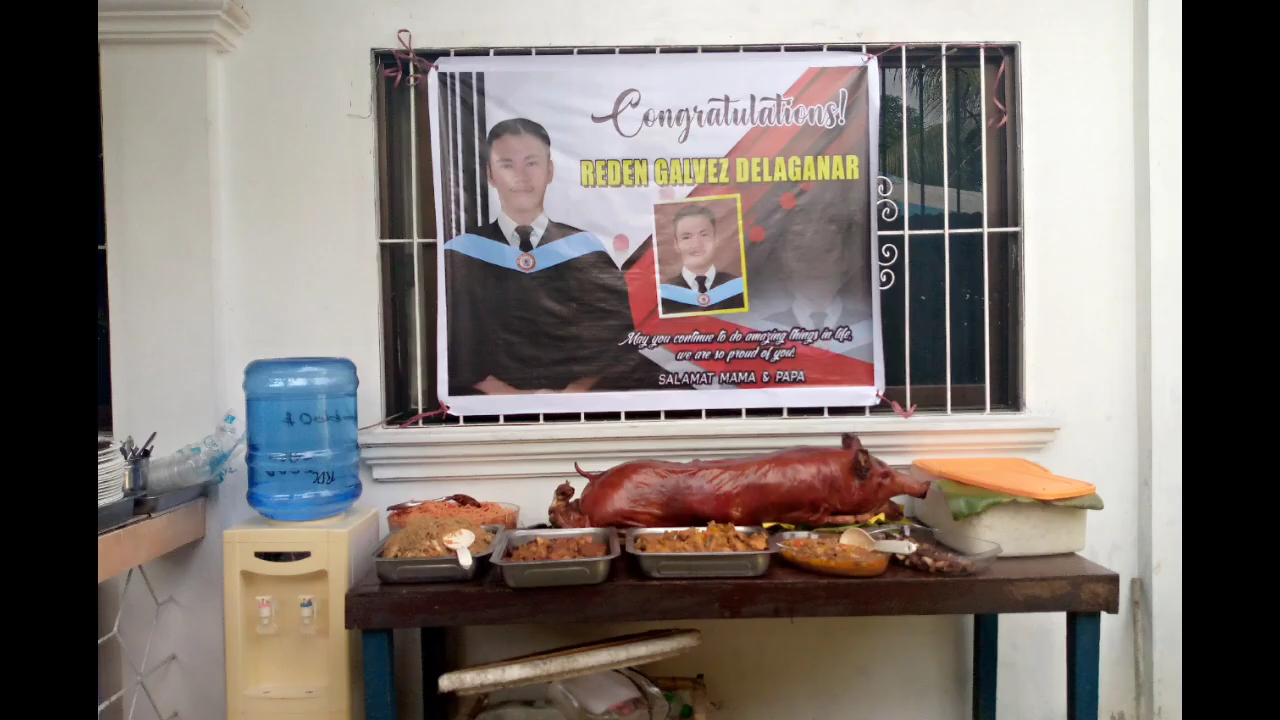 Congratulations!
REDEN GALVEZ DELAGANAR
May you continue to do amazing things in life,
we are so proud of you!
SALAMAT MAMA & PAPA